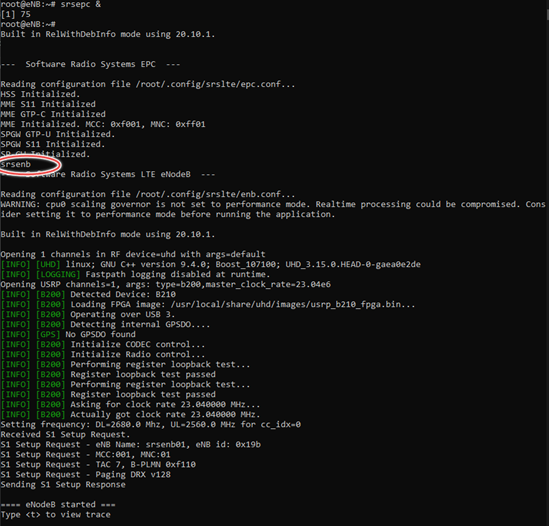 root@eNB:~# srsepc &
[1] 75
root@eNB:~#
Built in RelWithDebInfo mode using 20.10.1.
--- Software Radio Systems EPC ---
Reading configuration file /root/.config/srslte/epc.conf...
HSS Initialized.
MME S11 Initialized
MME GTP-C Initialized
MME Initialized. MCC: 0xf001, MNC: 0xff01
SPGW GTP-U Initialized.
SPGW S11 Initialized.
SP-GW Initialized.
srsenb
--- Software Radio Systems LTE eNodeB ---
Reading configuration file /root/.config/srslte/enb.conf...
WARNING: cpu0 scaling governor is not set to performance mode. Realtime processing could be compromised. Cons
ider setting it to performance mode before running the application.
Built in RelWithDebInfo mode using 20.10.1.
Opening 1 channels in RF device=uhd with args=default
[INFO] [UHD] linux; GNU C++ version 9.4.0; Boost_107100; UHD_3.15.0.HEAD-0-gaea0e2de
[INFO] [LOGGING] Fastpath logging disabled at runtime.
Opening USRP channels=1, args: type=b200,master_clock_rate=23.04e6
[INFO] [B200] Detected Device: B210
[INFO] [B200] Loading FPGA image: /usr/local/share/uhd/images/usrp_b210_fpga.bin...
[INFO] [B200] Operating over USB 3.
[INFO] [B200] Detecting internal GPSDO....
[INFO] [GPS] No GPSDO found
[INFO] [B200] Initialize CODEC control...
[INFO] [B200] Initialize Radio control...
[INFO] [B200] Performing register loopback test...
[INFO] [B200] Register loopback test passed
[INFO] [B200] Performing register loopback test...
[INFO] [B200] Register loopback test passed
[INFO] [B200] Asking for clock rate 23.040000 MHz...
[INFO] [B200] Actually got clock rate 23.040000 MHz.
Setting frequency: DL=2680.0 Mhz, UL=2560.0 MHz for cc_idx=0
Received S1 Setup Request.
S1 Setup Request - eNB Name: srsenb01, eNB id: 0x19b
S1 Setup Request - MCC:001, MNC:01
S1 Setup Request - TAC 7, B-PLMN 0xf110
S1 Setup Request - Paging DRX v128
Sending S1 Setup Response
==== eNodeB started ===
Type <t> to view trace